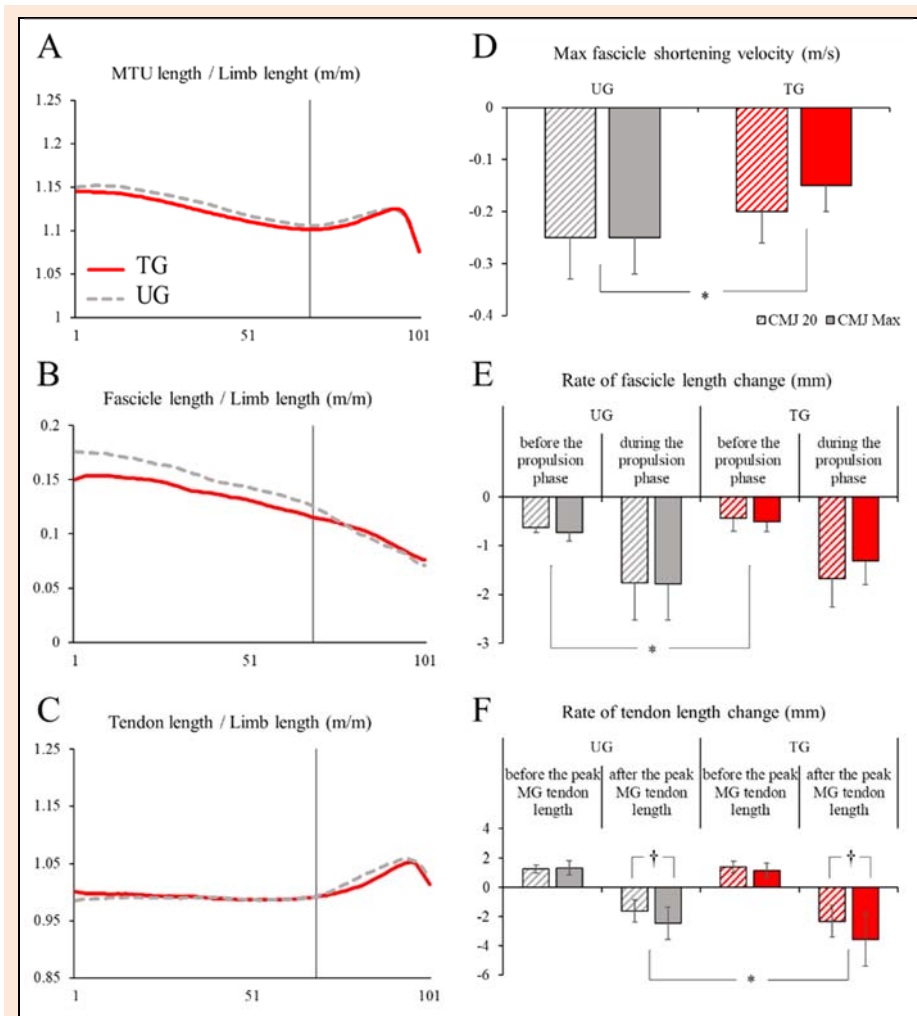 A
MTU length / Limb lenght (m/m)
1.25
1.2
1.15
1.1
1.05
1
TG
UG
1
51
101
B
Fascicle length / Limb length (m/m)
0.2
0.15
0.1
0.05
0
1
51
101
C
Tendon length / Limb length (m/m)
1.25
1.15
1.05
0.95
0.85
1
51
101
D
Max fascicle shortening velocity (m/s)
UG TG
0
-0.1
-0.2
-0.3
-0.4
*
CMJ 20 CMJ Max
E
Rate of fascicle length change (mm)
UG TG
before the during the before the during the
propulsion propulsion propulsion propulsion
phase phase phase phase
0
-1
-2
-3
*
F
Rate of tendon length change (mm)
UG TG
before the peak after the peak before the peak after the peak
MG tendon MG tendon MG tendon MG tendon
length length length length
4
2
0
-2
-4
-6
† †
*